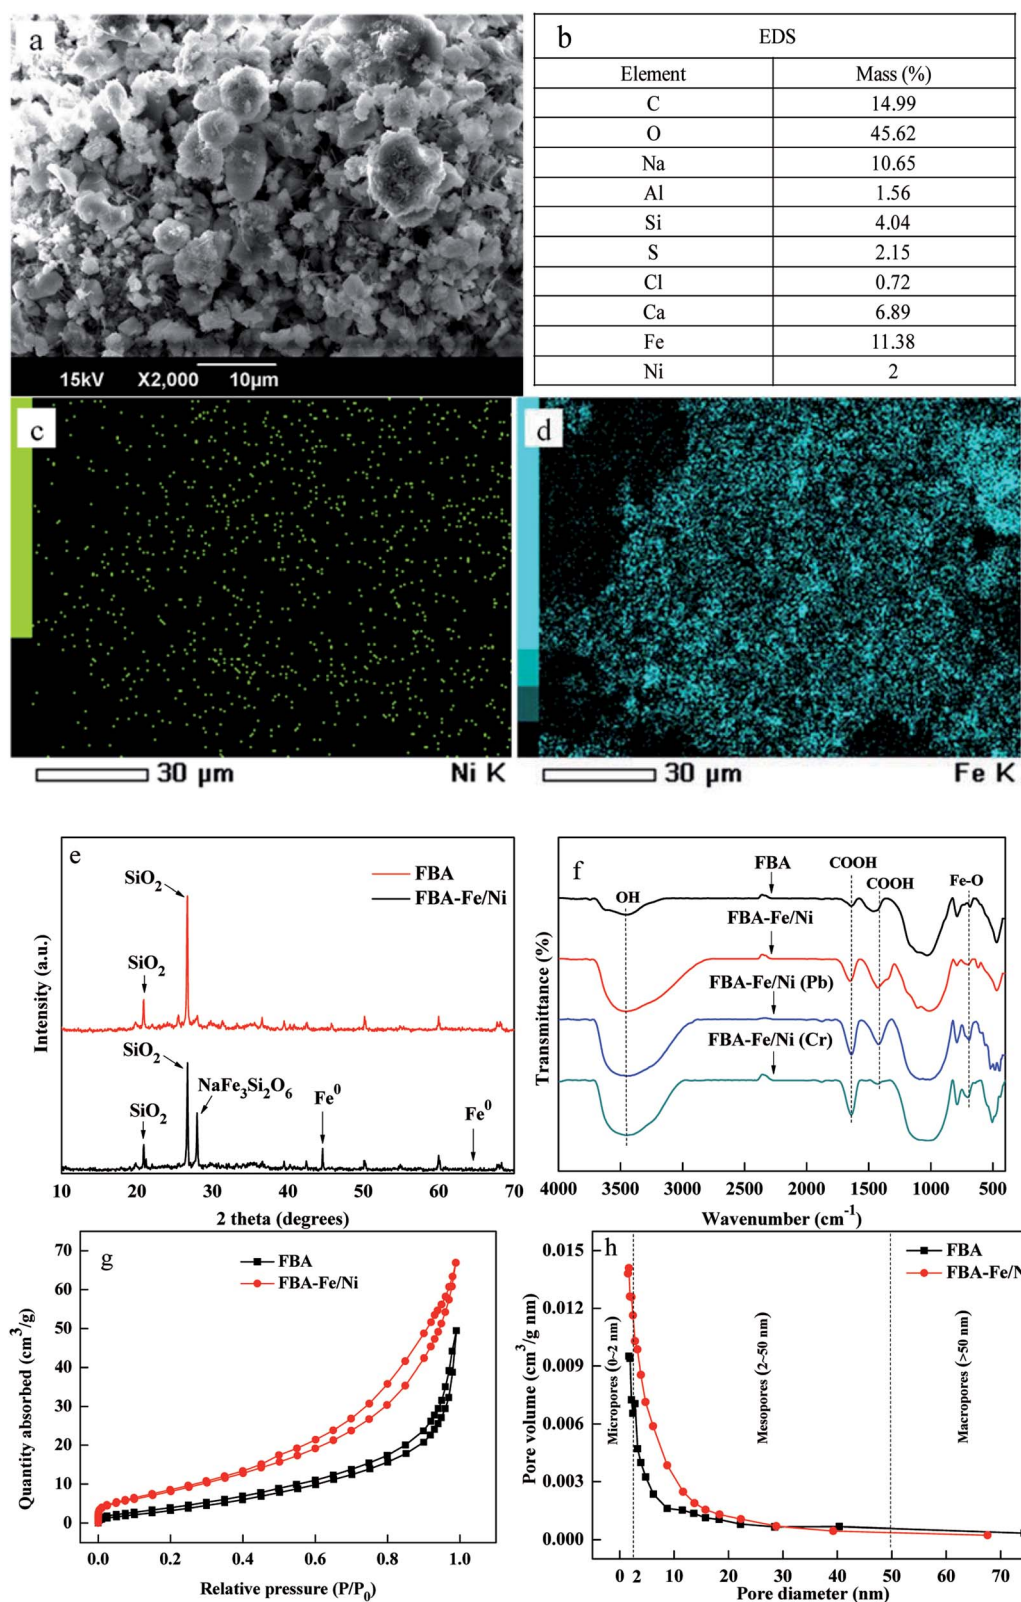 a
15kV X2,000 10μm
b
EDS
Element Mass (%)
C 14.99
O 45.62
Na 10.65
Al 1.56
Si 4.04
S 2.15
Cl 0.72
Ca 6.89
Fe 11.38
Ni 2
c
30 μm Ni K
d
30 μm Fe K
e
SiO2
SiO2
FBA
FBA-Fe/Ni
SiO2
SiO2
NaFe3Si2O6
Fe0
Fe0
Intensity (a.u.)
10 20 30 40 50 60 70
2 theta (degrees)
f
FBA
COOH
COOH
Fe-O
OH
FBA-Fe/Ni
FBA-Fe/Ni (Pb)
FBA-Fe/Ni (Cr)
Transmittance (%)
4000 3500 3000 2500 2000 1500 1000 500
Wavenumber (cm-1)
g
FBA
FBA-Fe/Ni
Quantity absorbed (cm3/g)
70
60
50
40
30
20
10
0
0.0 0.2 0.4 0.6 0.8 1.0
Relative pressure (P/P0)
h
FBA
FBA-Fe/N
Pore volume (cm3/g nm)
0.015
0.012
0.009
0.006
0.003
0.000
Micropores (0~2 nm)
Mesopores (2~50 nm)
Macropores (>50 nm)
0 2 10 20 30 40 50 60 70
Pore diameter (nm)